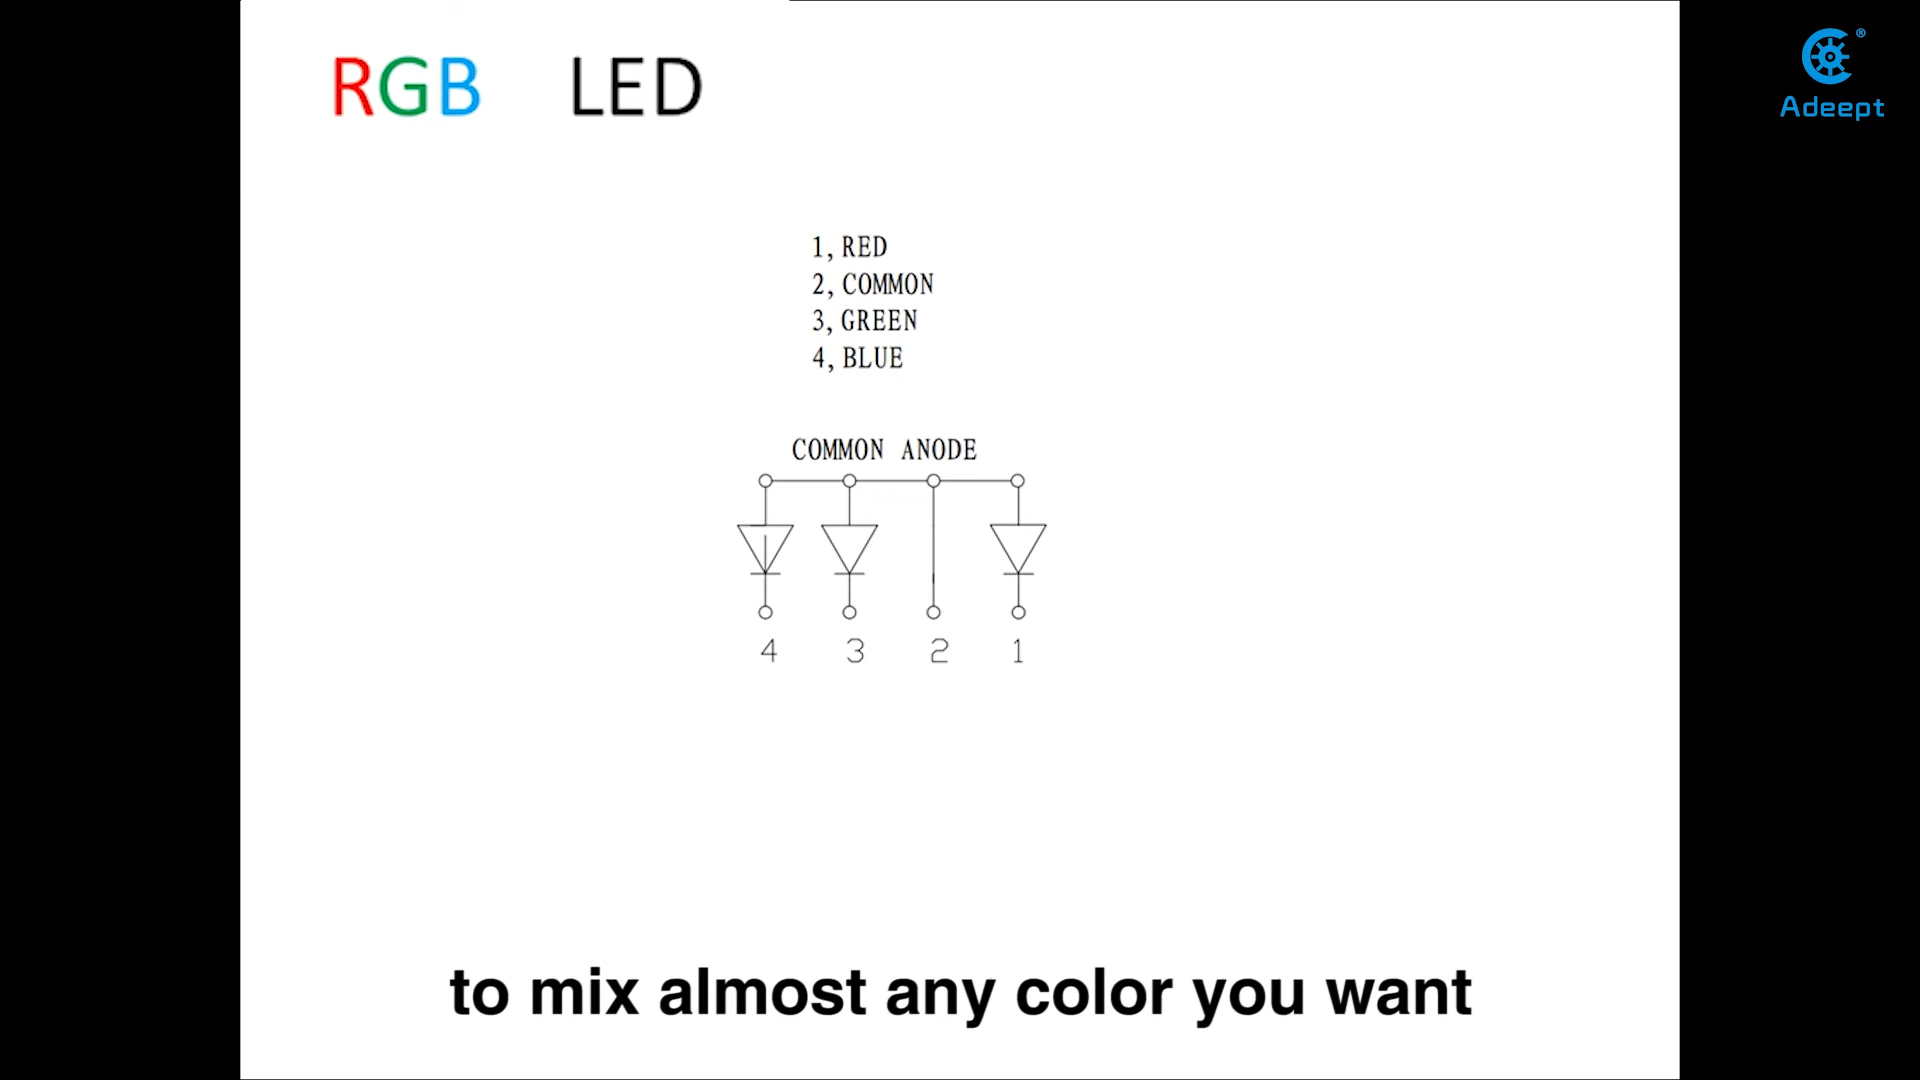 RGB LED
Adeept®
1, RED
2, COMMON
3, GREEN
4, BLUE
COMMON ANODE
4 3 2 1
to mix almost any color you want